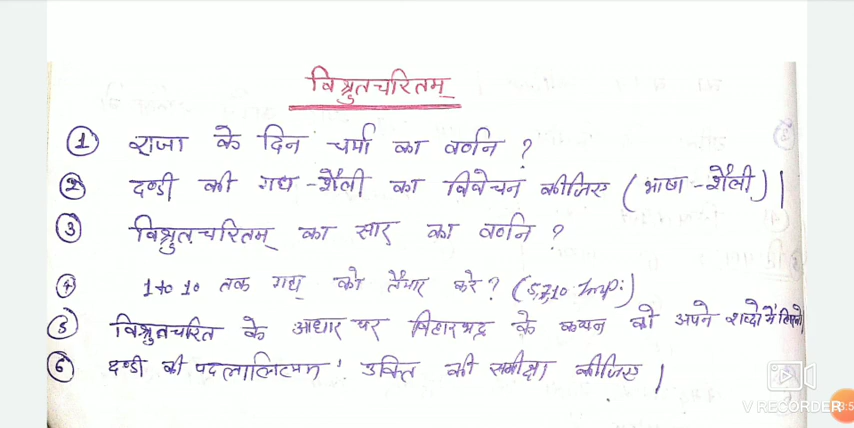 विश्रुतचरितम्
① राजा के दिन चर्या का वर्णन ?
② दण्डी की गद्य-शैली का विवेचन कीजिए (भाषा-शैली)|
③ विश्रुतचरितम् का सार का वर्णन ?
④ 1 to 10 तक गद्य को तैयार करे? (5,7,10 Imp:)
⑤ विश्रुतचरित के आधार पर विहारभद्र के कथन को अपने शब्दो में लिखो|
⑥ दण्डी की पदलालित्यम' उक्ति की समीक्षा कीजिए |
V RECORDER